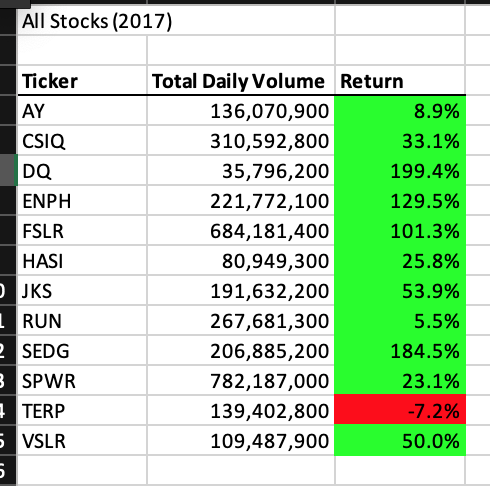 All Stocks (2017)
Ticker Total Daily Volume Return
AY 136,070,900 8.9%
CSIQ 310,592,800 33.1%
DQ 35,796,200 199.4%
ENPH 221,772,100 129.5%
FSLR 684,181,400 101.3%
HASI 80,949,300 25.8%
JKS 191,632,200 53.9%
RUN 267,681,300 5.5%
SEDG 206,885,200 184.5%
SPWR 782,187,000 23.1%
TERP 139,402,800 -7.2%
VSLR 109,487,900 50.0%